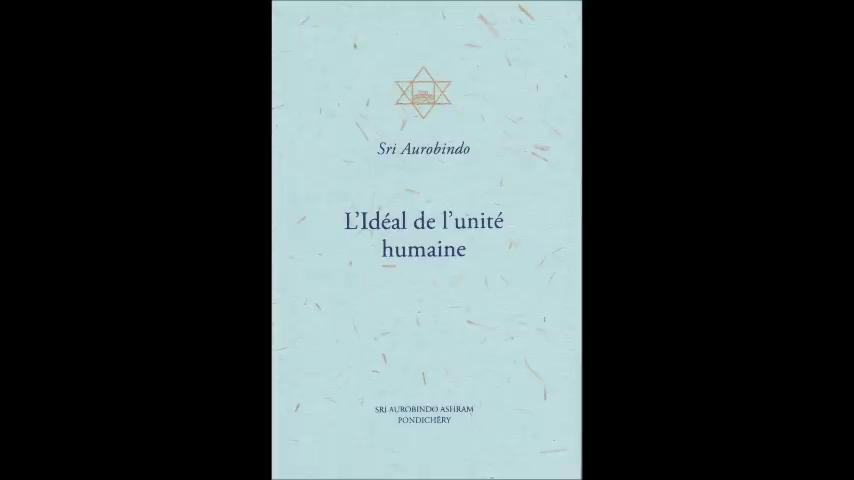 Sri Aurobindo
L'Idéal de l'unité
humaine
SRI AUROBINDO ASHRAM
PONDICHÉRY